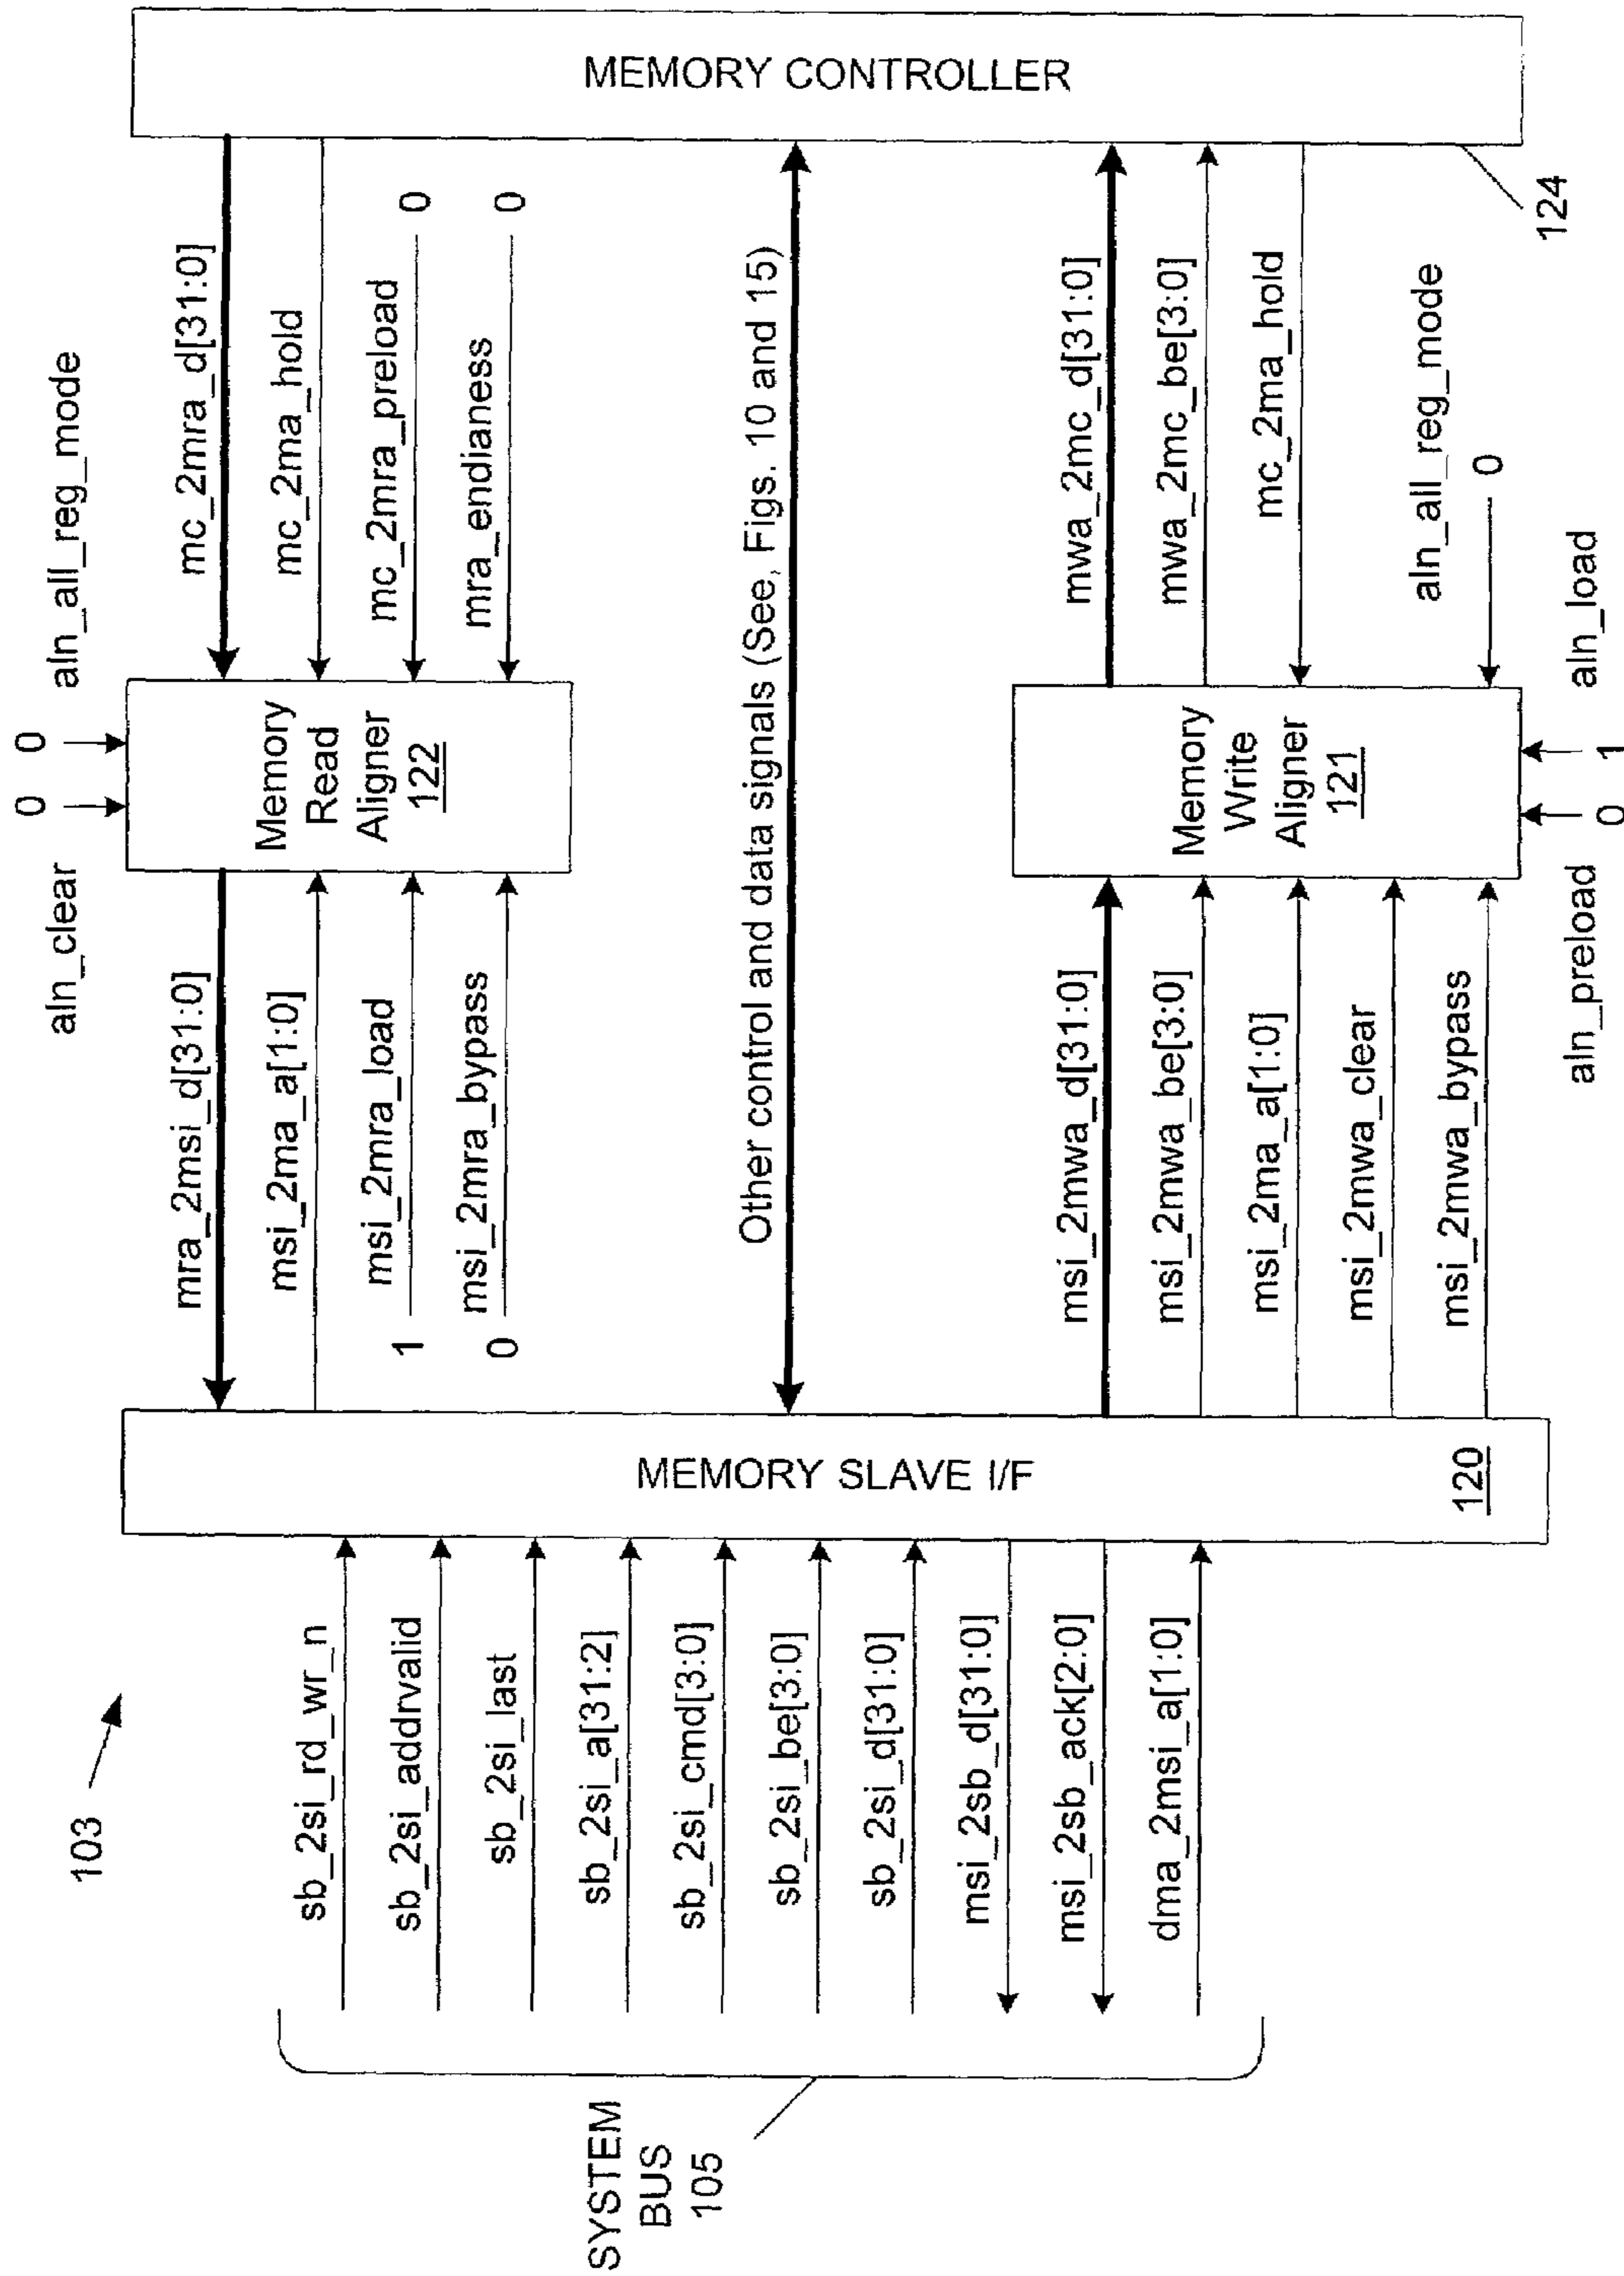 103
SYSTEM
BUS
105
sb_2si_rd_wr_n
sb_2si_addrvalid
sb_2si_last
sb_2si_a[31:2]
sb_2si_cmd[3:0]
sb_2si_be[3:0]
sb_2si_d[31:0]
msi_2sb_d[31:0]
msi_2sb_ack[2:0]
dma_2msi_a[1:0]
MEMORY SLAVE I/F
120
aln_clear
0
0
aln_all_reg_mode
mra_2msi_d[31:0]
msi_2ma_a[1:0]
1
msi_2mra_load
0
msi_2mra_bypass
Memory
Read
Aligner
122
mc_2mra_d[31:0]
mc_2ma_hold
mc_2mra_preload
0
mra_endianess
0
Other control and data signals (See, Figs. 10 and 15)
msi_2mwa_d[31:0]
msi_2mwa_be[3:0]
msi_2ma_a[1:0]
msi_2mwa_clear
msi_2mwa_bypass
Memory
Write
Aligner
121
mwa_2mc_d[31:0]
mwa_2mc_be[3:0]
mc_2ma_hold
aln_all_reg_mode
0
aln_preload
0
1
aln_load
MEMORY CONTROLLER
124